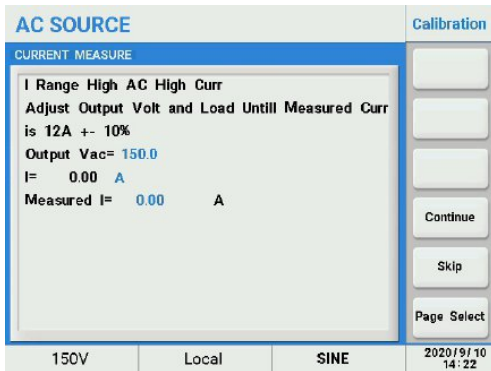 AC SOURCE
Calibration
CURRENT MEASURE
I Range High AC High Curr
Adjust Output Volt and Load Untill Measured Curr
is 12A +- 10%
Output Vac= 150.0
I= 0.00 A
Measured I= 0.00 A
Continue
Skip
Page Select
150V
Local
SINE
2020/9/10
14:22